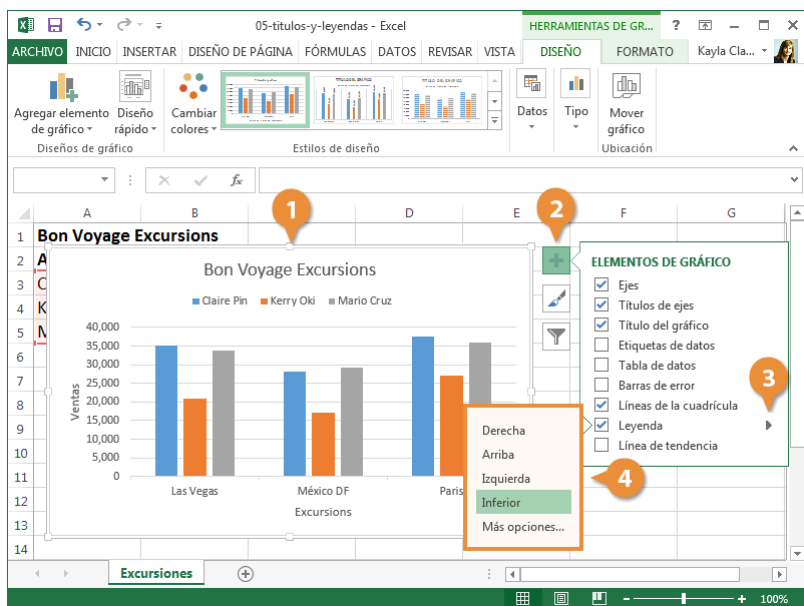 05-titulos-y-leyendas - Excel
HERRAMIENTAS DE GR...
?
ARCHIVO INICIO INSERTAR DISEÑO DE PÁGINA FÓRMULAS DATOS REVISAR VISTA DISEÑO FORMATO Kayla Cla...
Agregar elemento de gráfico
Diseño rápido
Cambiar colores
Datos
Tipo
Mover gráfico
Diseños de gráfico
Estilos de diseño
Ubicación
fx
A B D E F G
1 Bon Voyage Excursions
2 A
3 C
4 K
5 M
6
7
8
9
10
11
12
13
14
1
2
3
4
Bon Voyage Excursions
Claire Pin Kerry Oki Mario Cruz
40,000
35,000
30,000
25,000
20,000
15,000
10,000
5,000
0
Ventas
Las Vegas México DF Paris
Excursions
ELEMENTOS DE GRÁFICO
Ejes
Títulos de ejes
Título del gráfico
Etiquetas de datos
Tabla de datos
Barras de error
Líneas de la cuadrícula
Leyenda
Línea de tendencia
Derecha
Arriba
Izquierda
Inferior
Más opciones...
Excursiones
100%